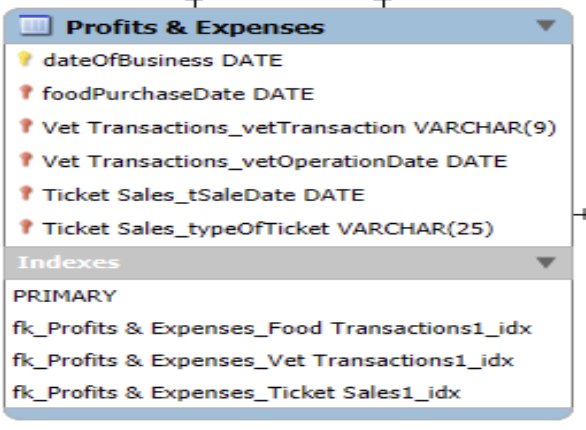 Profits & Expenses
dateOfBusiness DATE
foodPurchaseDate DATE
Vet Transactions_vetTransaction VARCHAR(9)
Vet Transactions_vetOperationDate DATE
Ticket Sales_tSaleDate DATE
Ticket Sales_typeOfTicket VARCHAR(25)
Indexes
PRIMARY
fk_Profits & Expenses_Food Transactions1_idx
fk_Profits & Expenses_Vet Transactions1_idx
fk_Profits & Expenses_Ticket Sales1_idx